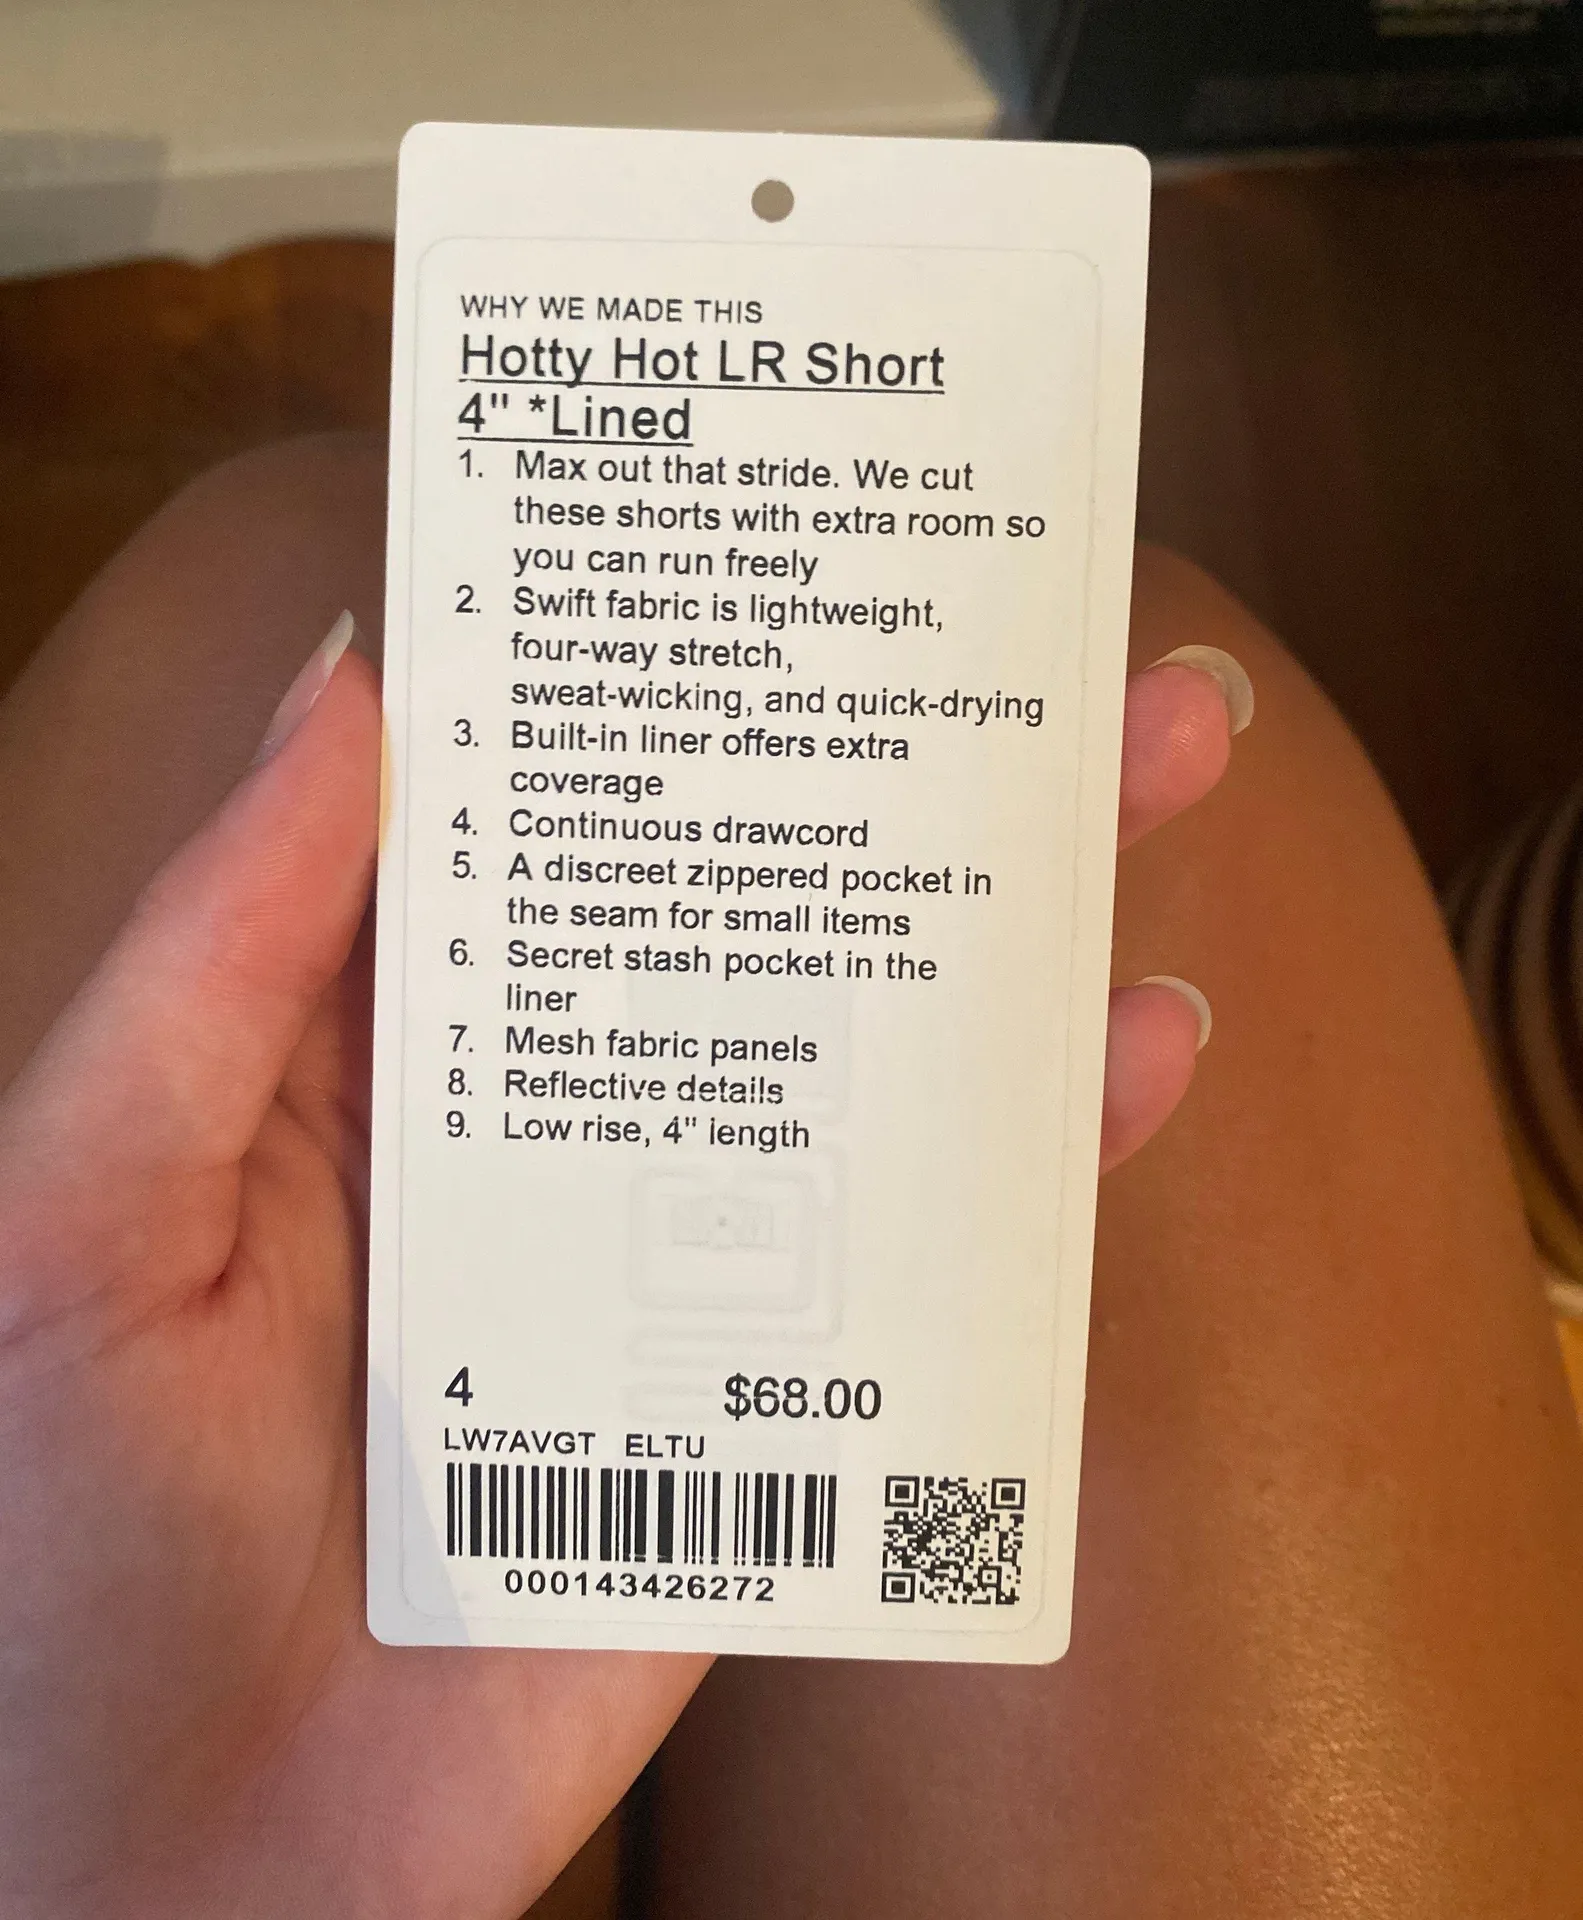 WHY WE MADE THIS
Hotty Hot LR Short
4" *Lined
1. Max out that stride. We cut
these shorts with extra room so
you can run freely
2. Swift fabric is lightweight,
four-way stretch,
sweat-wicking, and quick-drying
3. Built-in liner offers extra
coverage
4. Continuous drawcord
5. A discreet zippered pocket in
the seam for small items
6. Secret stash pocket in the
liner
7. Mesh fabric panels
8. Reflective details
9. Low rise, 4" length
4 $68.00
LW7AVGT ELTU
000143426272